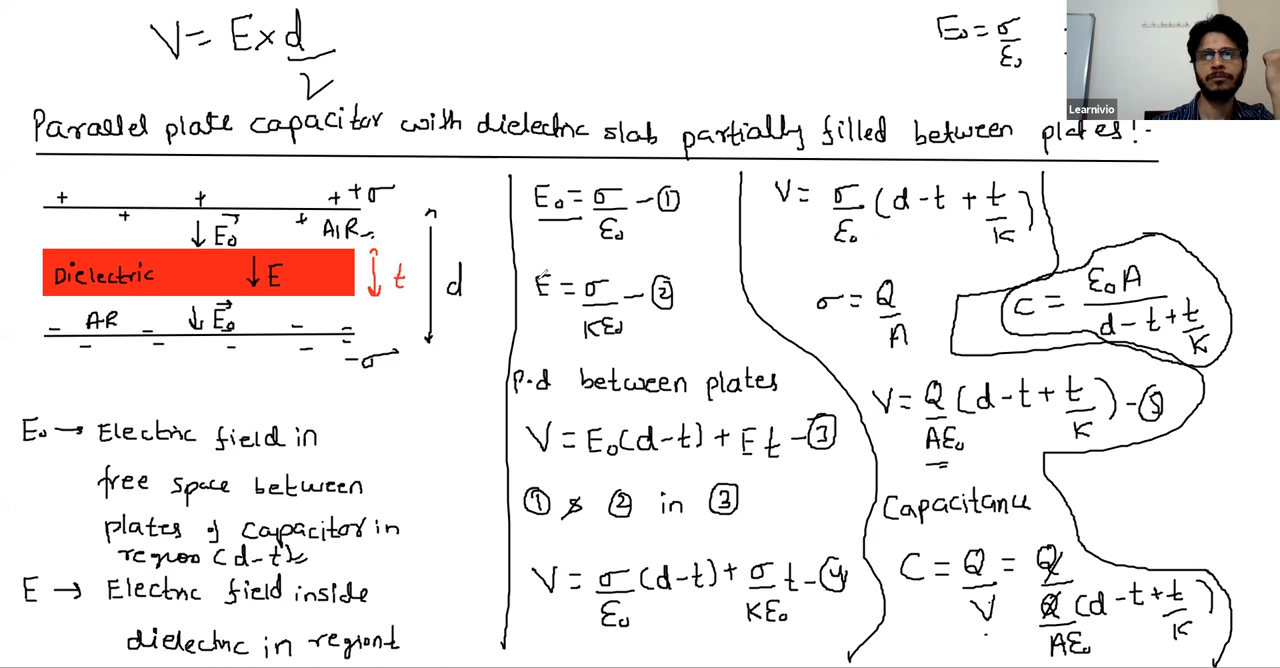 V = E × d/2
E₀ = σ/ε₀
Learnivio
Parallel plate capacitor with dielectric slab partially filled between plates!-
+ + + + σ
+ +
↓ E₀ AIR
Dielectric ↓ E
t
d
− AIR − ↓ E₀ − =
− − − − −
−σ
E₀ → Electric field in
free space between
plates of capacitor in
region (d-t)
E → Electric field inside
dielectric in region t
E₀ = σ/ε₀ - ①
E = σ/Kε₀ - ②
P.d between plates
V = E₀(d-t) + Et - ③
① & ② in ③
V = σ/ε₀ (d-t) + σ/Kε₀ t - ④
V = σ/ε₀ (d-t + t/K)
σ = Q/A
V = Q/Aε₀ (d-t + t/K) - ⑤
Capacitance
C = Q/V = Q/(Q/Aε₀ (d-t + t/K))
C = ε₀A/(d-t + t/K)